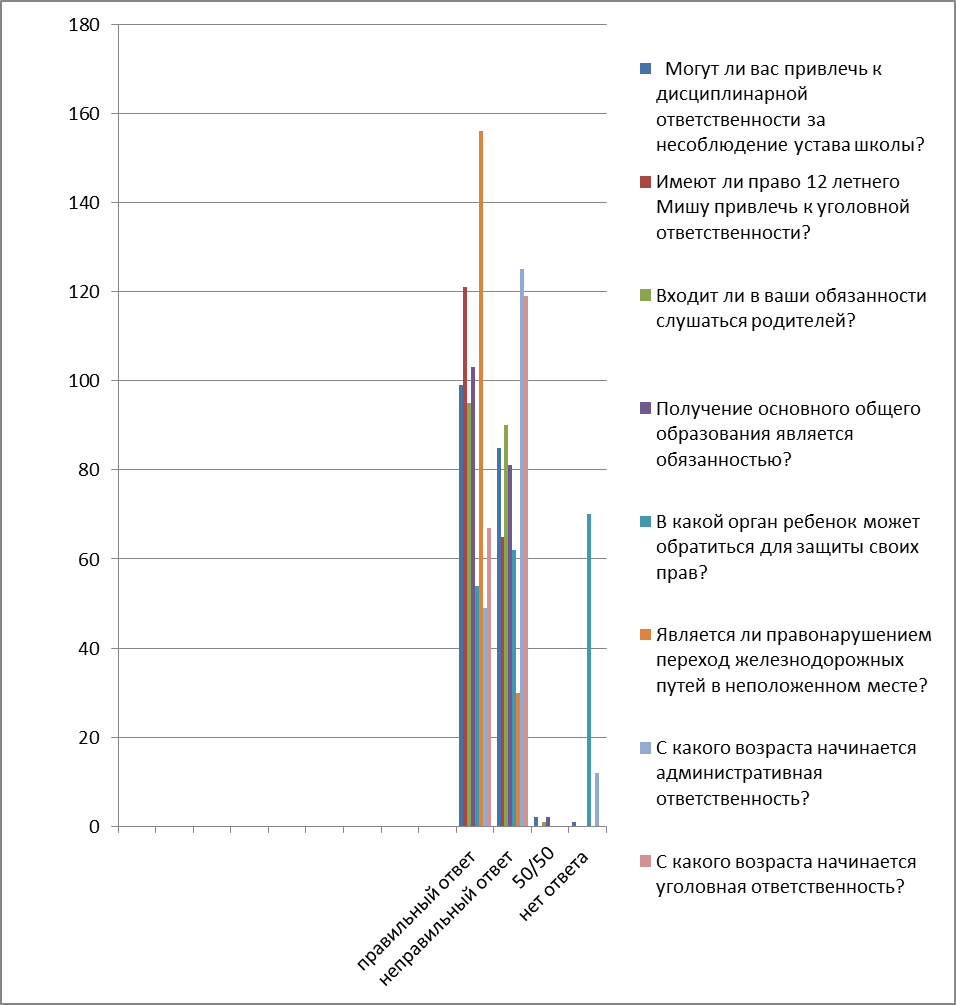 180
160
140
120
100
80
60
40
20
0
правильный ответ
неправильный ответ
50/50
нет ответа
Могут ли вас привлечь к
дисциплинарной
ответственности за
несоблюдение устава школы?
Имеют ли право 12 летнего
Мишу привлечь к уголовной
ответственности?
Входит ли в ваши обязанности
слушаться родителей?
Получение основного общего
образования является
обязанностью?
В какой орган ребенок может
обратиться для защиты своих
прав?
Является ли правонарушением
переход железнодорожных
путей в неположенном месте?
С какого возраста начинается
административная
ответственность?
С какого возраста начинается
уголовная ответственность?